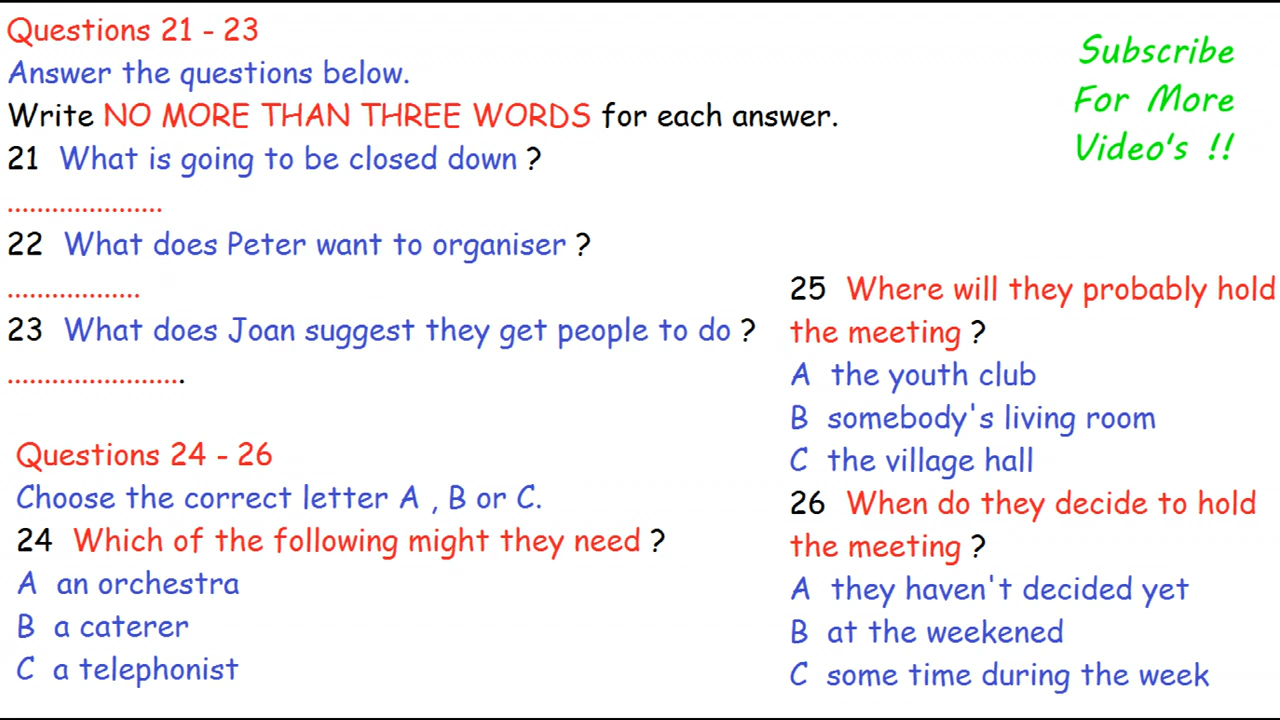 Questions 21 - 23
Answer the questions below.
Write NO MORE THAN THREE WORDS for each answer.
21 What is going to be closed down ?
.....................
22 What does Peter want to organiser ?
..................
23 What does Joan suggest they get people to do ?
........................
Questions 24 - 26
Choose the correct letter A , B or C.
24 Which of the following might they need ?
A an orchestra
B a caterer
C a telephonist
Subscribe
For More
Video's !!
25 Where will they probably hold
the meeting ?
A the youth club
B somebody's living room
C the village hall
26 When do they decide to hold
the meeting ?
A they haven't decided yet
B at the weekened
C some time during the week